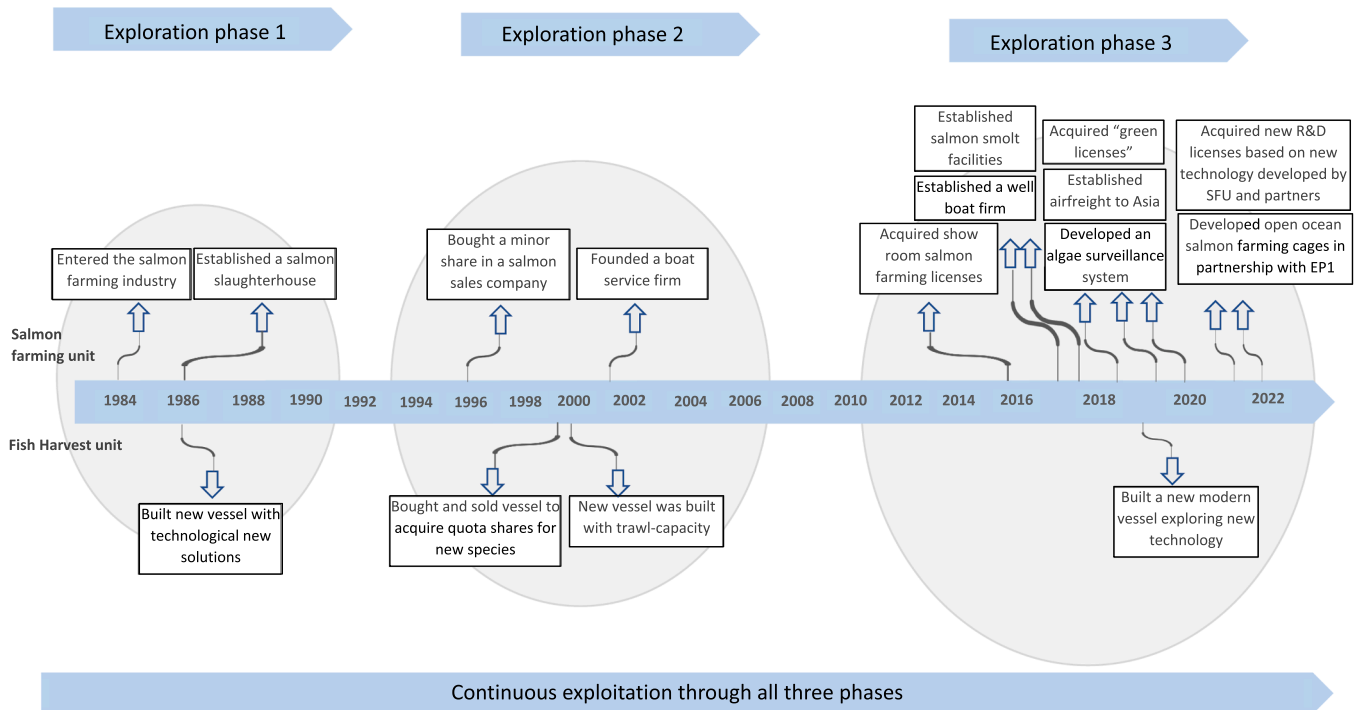 Exploration phase 1
Exploration phase 2
Exploration phase 3
Established
salmon smolt
facilities
Established a well
boat firm
Acquired show
room salmon
farming licenses
Acquired “green
licenses”
Established
airfreight to Asia
Developed an
algae surveillance
system
Acquired new R&D
licenses based on new
technology developed by
SFU and partners
Developed open ocean
salmon farming cages in
partnership with EP1
Entered the salmon
farming industry
Established a salmon
slaughterhouse
Bought a minor
share in a salmon
sales company
Founded a boat
service firm
Salmon
farming unit
1984 1986 1988 1990 1992 1994 1996 1998 2000 2002 2004 2006 2008 2010 2012 2014 2016 2018 2020 2022
Fish Harvest unit
Built new vessel with
technological new
solutions
Bought and sold vessel to
acquire quota shares for
new species
New vessel was built
with trawl-capacity
Built a new modern
vessel exploring new
technology
Continuous exploitation through all three phases